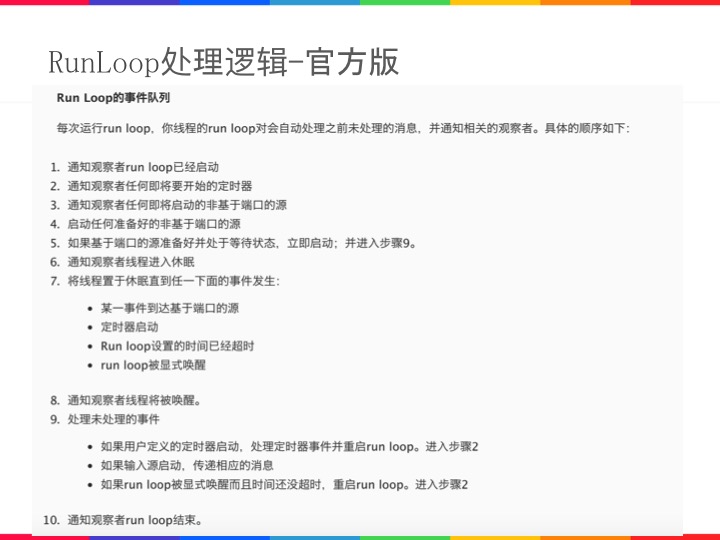 RunLoop处理逻辑-官方版
Run Loop的事件队列
每次运行run loop，你线程的run loop对会自动处理之前未处理的消息，并通知相关的观察者。具体的顺序如下：
1. 通知观察者run loop已经启动
2. 通知观察者任何即将要开始的定时器
3. 通知观察者任何即将启动的非基于端口的源
4. 启动任何准备好的非基于端口的源
5. 如果基于端口的源准备好并处于等待状态，立即启动；并进入步骤9。
6. 通知观察者线程进入休眠
7. 将线程置于休眠直到任一下面的事件发生：
• 某一事件到达基于端口的源
• 定时器启动
• Run Loop设置的时间已经超时
• run loop被显式唤醒
8. 通知观察者线程将被唤醒。
9. 处理未处理的事件
• 如果用户定义的定时器启动，处理定时器事件并重启run loop。进入步骤2
• 如果输入源启动，传递相应的消息
• 如果run loop被显式唤醒而且时间还没超时，重启run loop。进入步骤2
10. 通知观察者run loop结束。